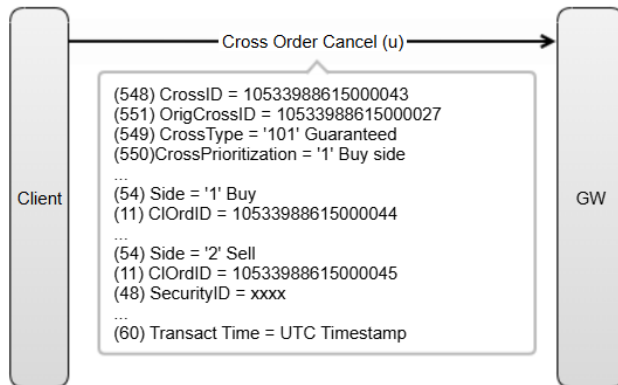 Cross Order Cancel (u)
(548) CrossID = 10533988615000043
(551) OrigCrossID = 10533988615000027
(549) CrossType = '101' Guaranteed
(550)CrossPrioritization = '1' Buy side
...
(54) Side = '1' Buy
(11) ClOrdID = 10533988615000044
...
(54) Side = '2' Sell
(11) ClOrdID = 10533988615000045
(48) SecurityID = xxxx
...
(60) Transact Time = UTC Timestamp
Client
GW